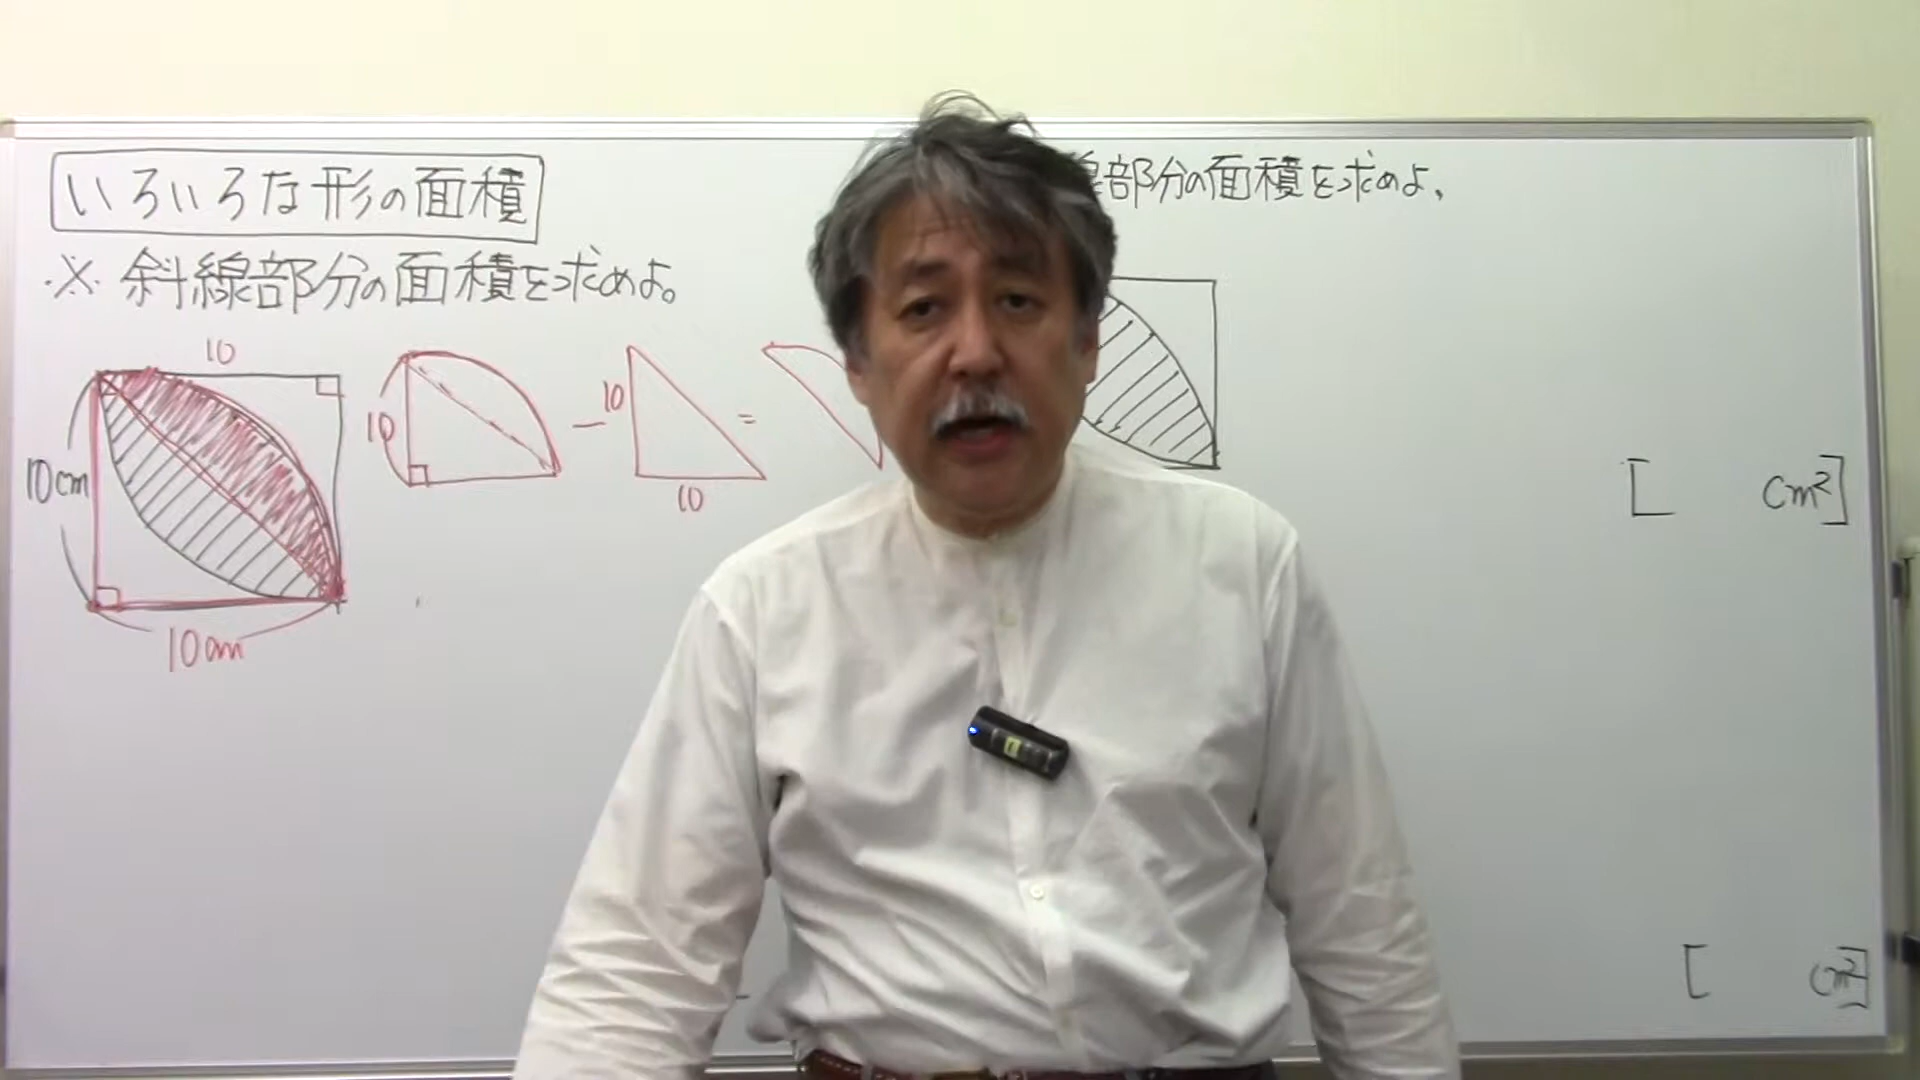 いろいろな形の面積
※ 斜線部分の面積を求めよ。
10
10cm
10cm
10
－
10
10
=
線部分の面積を求めよ。
[ cm²]
[ cm²]